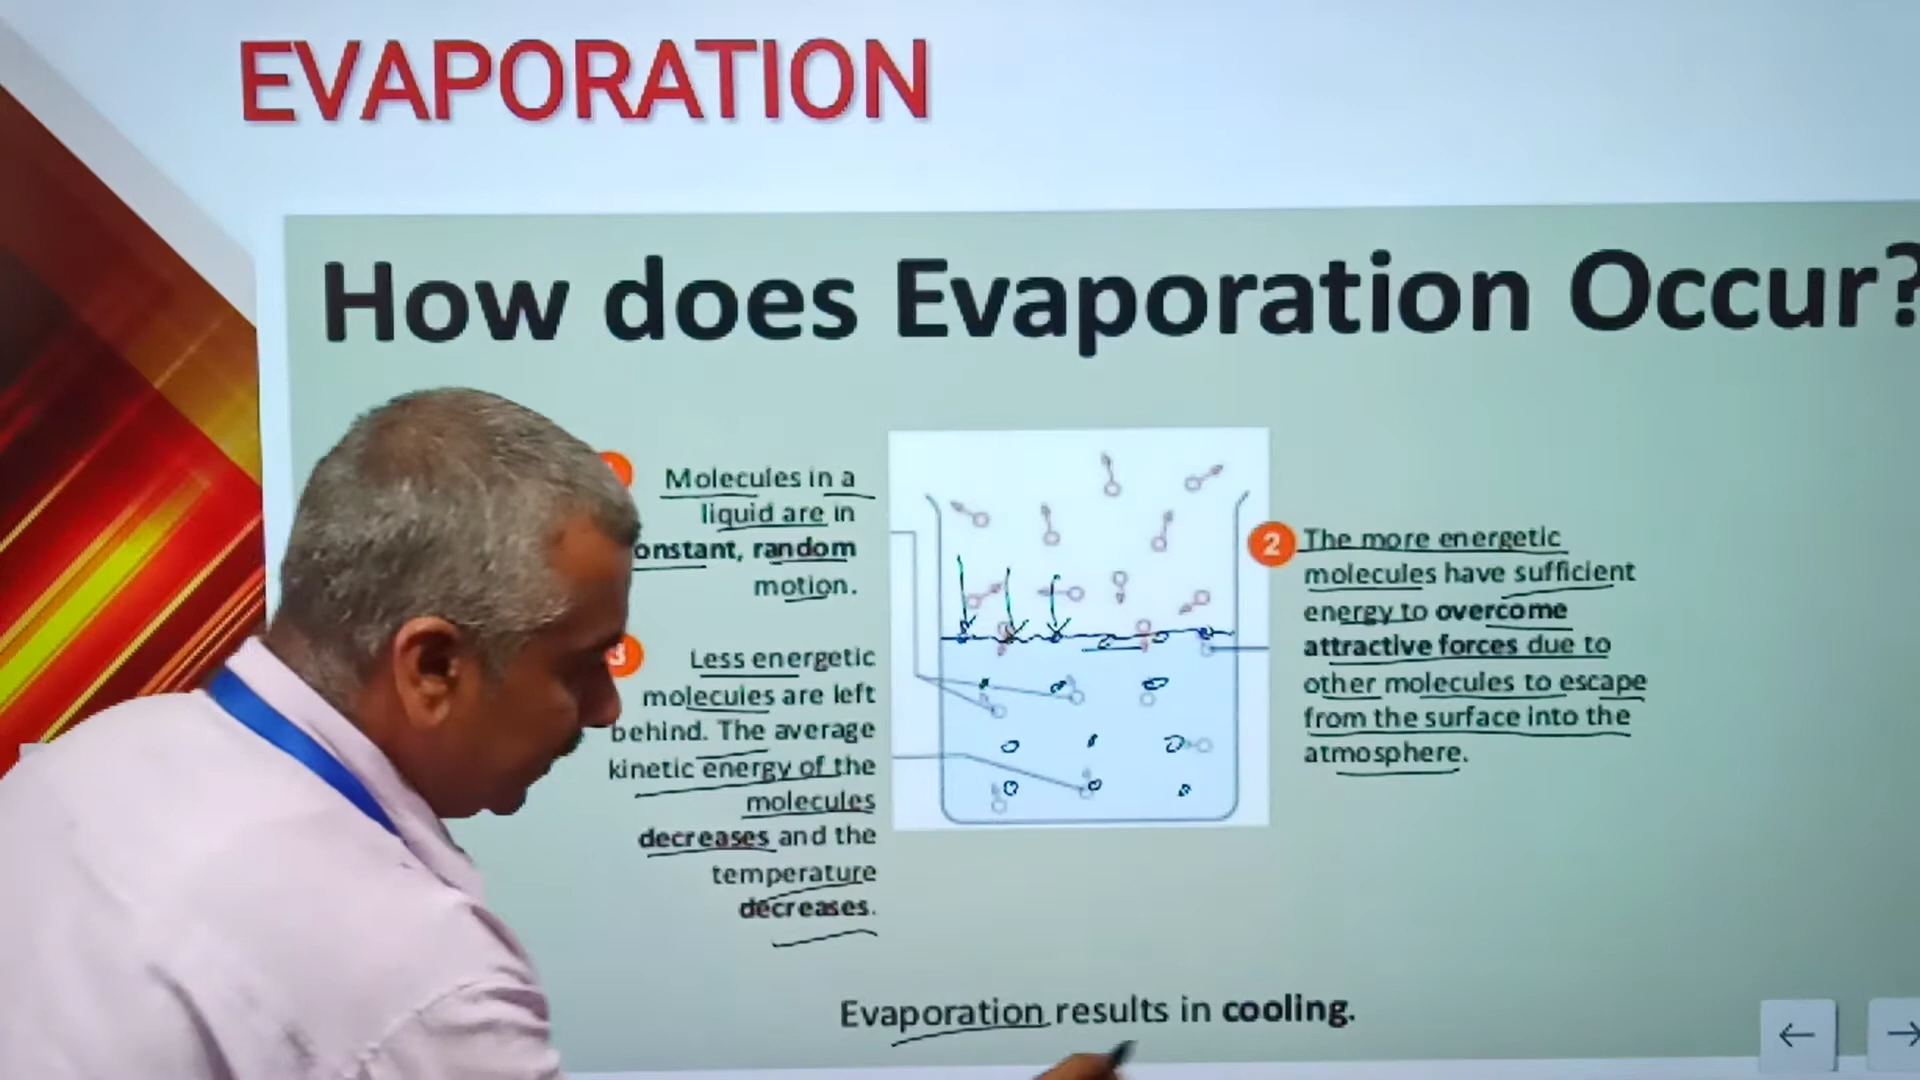 EVAPORATION
How does Evaporation Occur?
Molecules in a
liquid are in
onstant, random
motion.
3
Less energetic
molecules are left
behind. The average
kinetic energy of the
molecules
decreases and the
temperature
decreases.
2
The more energetic
molecules have sufficient
energy to overcome
attractive forces due to
other molecules to escape
from the surface into the
atmosphere.
Evaporation results in cooling.